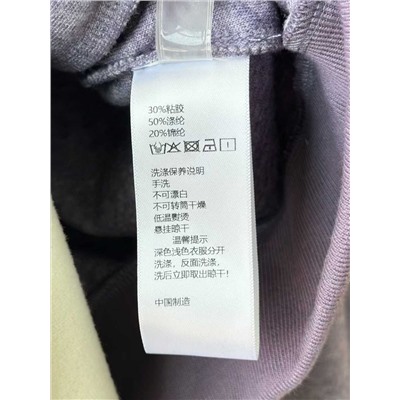 30%粘胶
50%涤纶
20%锦纶
洗涤保养说明
手洗
不可漂白
不可转筒干燥
低温熨烫
悬挂晾干
温馨提示
深色浅色衣服分开
洗涤、反面洗涤,
洗后立即取出晾干!
中国制造